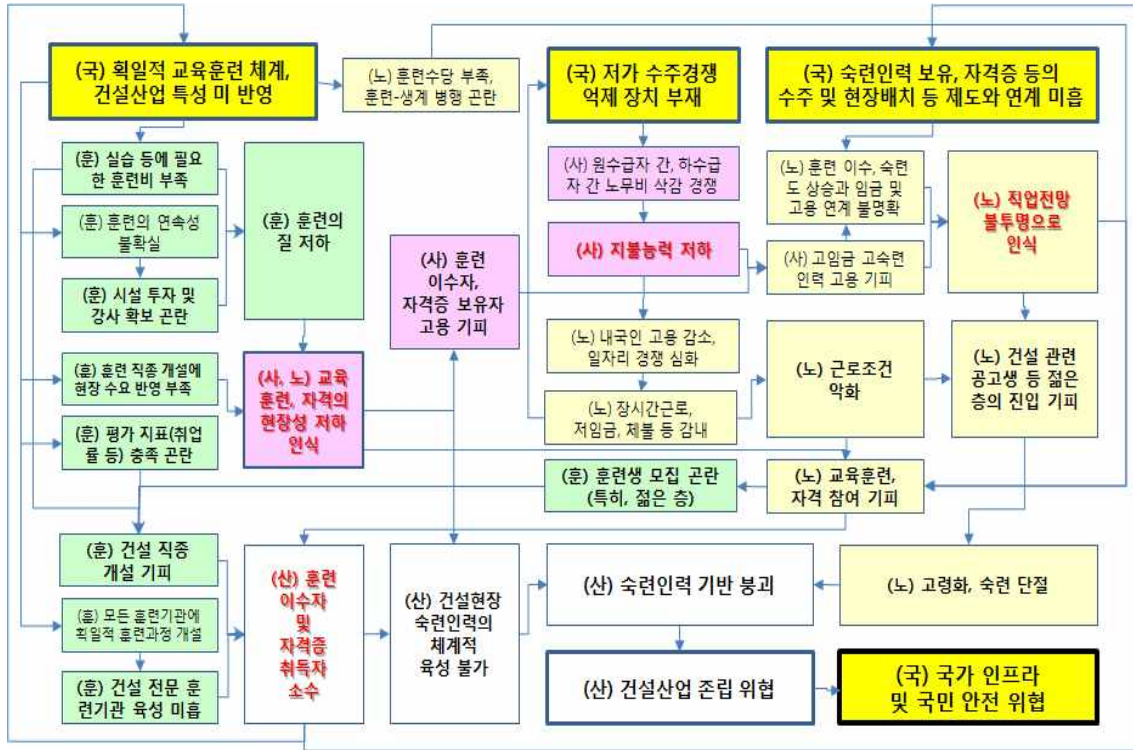 (국) 획일적 교육훈련 체계,
건설산업 특성 미 반영
(노) 훈련수당 부족,
훈련-생계 병행 곤란
(국) 저가 수주경쟁
억제 장치 부재
(국) 숙련인력 보유, 자격증 등의
수주 및 현장배치 등 제도와 연계 미흡
(훈) 실습 등에 필요
한 훈련비 부족
(훈) 훈련의 연속성
불확실
(훈) 시설 투자 및
강사 확보 곤란
(훈) 훈련의
질 저하
(사) 원수급자 간, 하수급
자 간 노무비 삭감 경쟁
(사) 지불능력 저하
(노) 훈련 이수, 숙련
도 상승과 임금 및
고용 연계 불명확
(사) 고임금 고숙련
인력 고용 기피
(노) 직업전망
불투명으로
인식
(사) 훈련
이수자,
자격증 보유자
고용 기피
(노) 내국인 고용 감소,
일자리 경쟁 심화
(노) 장시간근로,
저임금, 체불 등 감내
(노) 근로조건
악화
(노) 건설 관련
공고생 등 젊은
층의 진입 기피
(훈) 훈련 직종 개설에
현장 수요 반영 부족
(훈) 평가 지표(취업
률 등) 충족 곤란
(사, 노) 교육
훈련, 자격의
현장성 저하
인식
(훈) 훈련생 모집 곤란
(특히, 젊은 층)
(노) 교육훈련,
자격 참여 기피
(훈) 건설 직종
개설 기피
(훈) 모든 훈련기관에
획일적 훈련과정 개설
(훈) 건설 전문 훈
련기관 육성 미흡
(산) 훈련
이수자
및
자격증
취득자
소수
(산) 건설현장
숙련인력의
체계적
육성 불가
(산) 숙련인력 기반 붕괴
(노) 고령화, 숙련 단절
(산) 건설산업 존립 위협
(국) 국가 인프라
및 국민 안전 위협